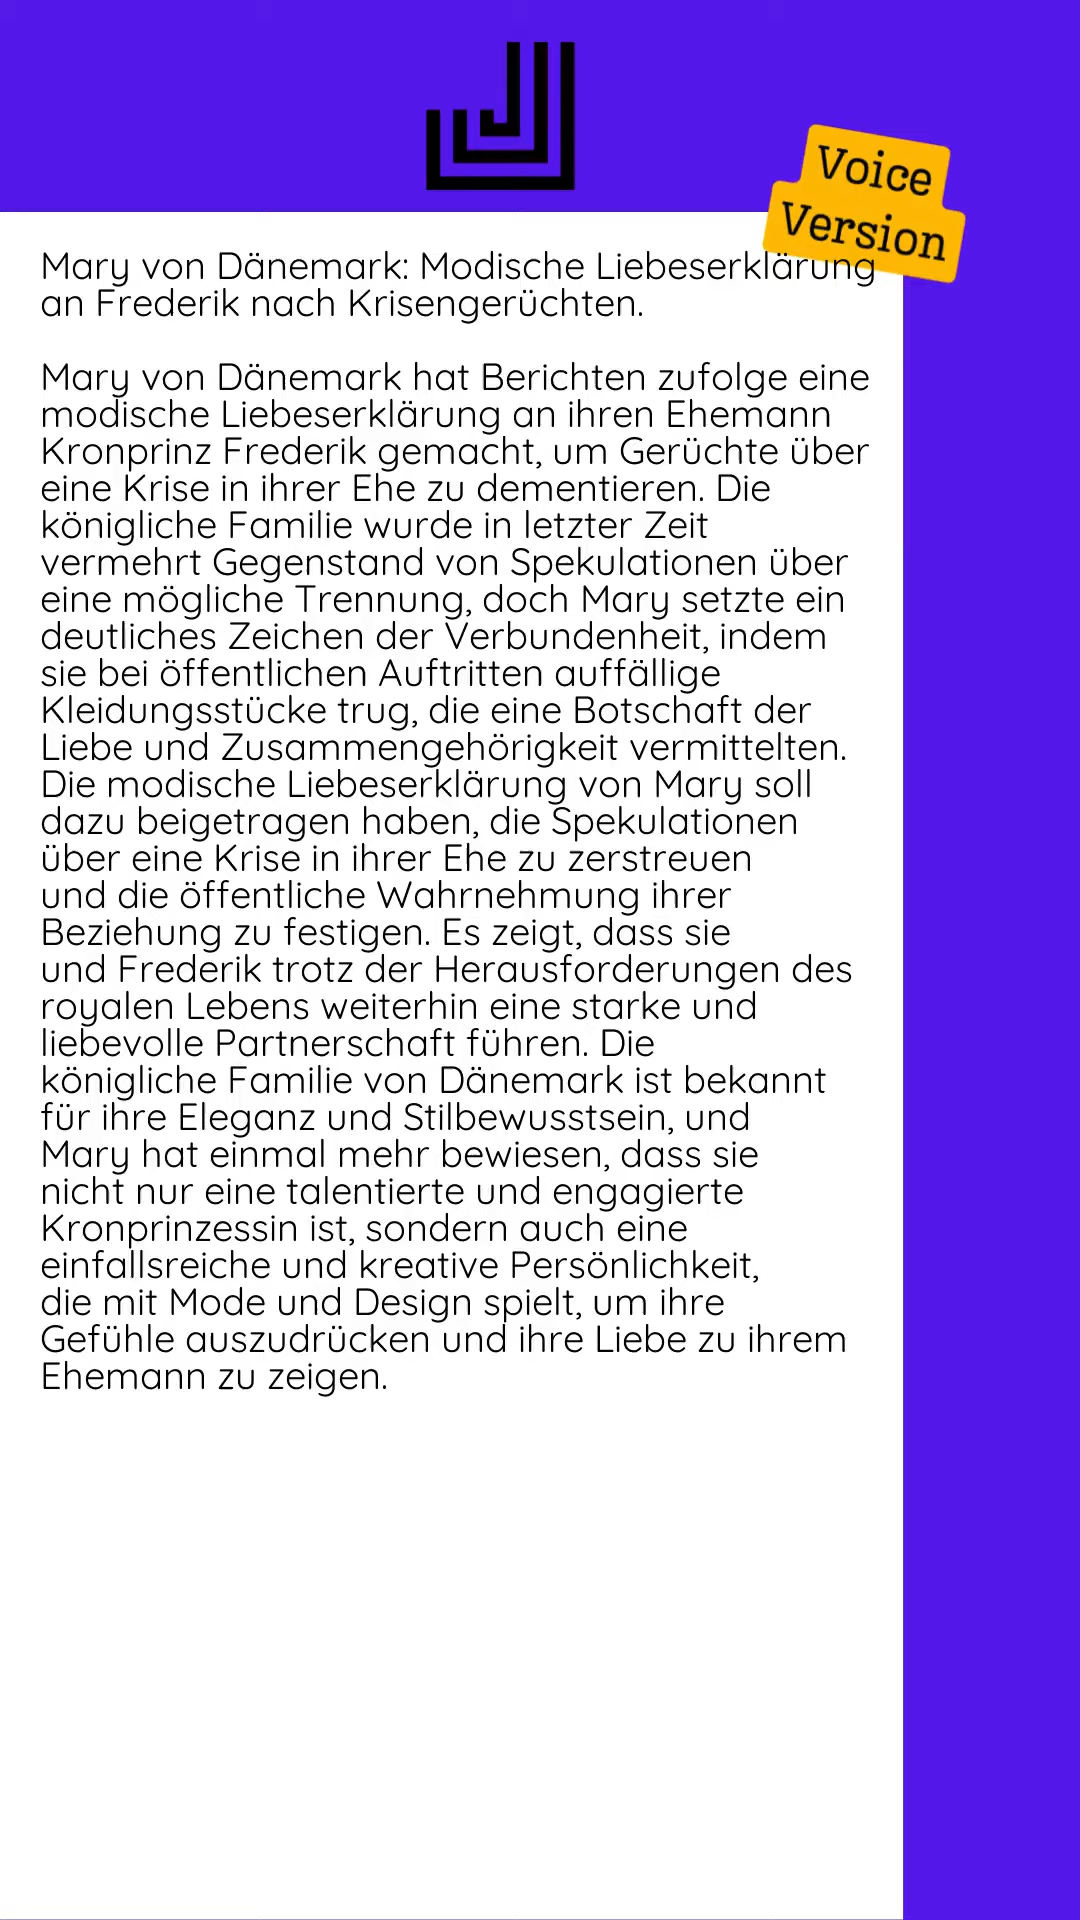 Voice
Version
Mary von Dänemark: Modische Liebeserklärung
an Frederik nach Krisengerüchten.
Mary von Dänemark hat Berichten zufolge eine
modische Liebeserklärung an ihren Ehemann
Kronprinz Frederik gemacht, um Gerüchte über
eine Krise in ihrer Ehe zu dementieren. Die
königliche Familie wurde in letzter Zeit
vermehrt Gegenstand von Spekulationen über
eine mögliche Trennung, doch Mary setzte ein
deutliches Zeichen der Verbundenheit, indem
sie bei öffentlichen Auftritten auffällige
Kleidungsstücke trug, die eine Botschaft der
Liebe und Zusammengehörigkeit vermittelten.
Die modische Liebeserklärung von Mary soll
dazu beigetragen haben, die Spekulationen
über eine Krise in ihrer Ehe zu zerstreuen
und die öffentliche Wahrnehmung ihrer
Beziehung zu festigen. Es zeigt, dass sie
und Frederik trotz der Herausforderungen des
royalen Lebens weiterhin eine starke und
liebevolle Partnerschaft führen. Die
königliche Familie von Dänemark ist bekannt
für ihre Eleganz und Stilbewusstsein, und
Mary hat einmal mehr bewiesen, dass sie
nicht nur eine talentierte und engagierte
Kronprinzessin ist, sondern auch eine
einfallsreiche und kreative Persönlichkeit,
die mit Mode und Design spielt, um ihre
Gefühle auszudrücken und ihre Liebe zu ihrem
Ehemann zu zeigen.